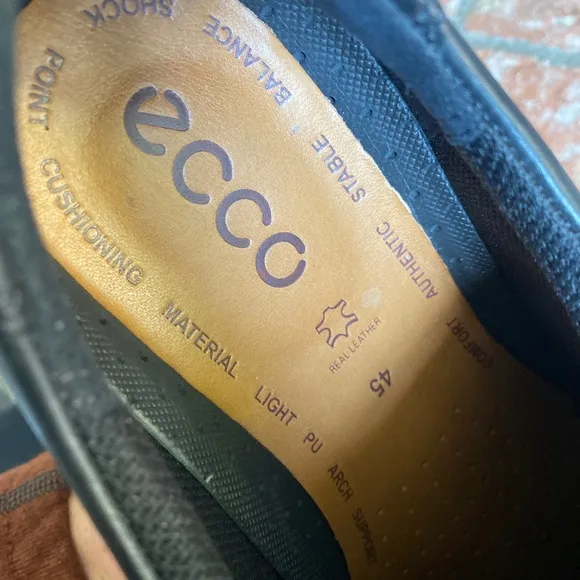 ecco
SHOCK
POINT
CUSHIONING
MATERIAL
LIGHT
PU
ARCH SUPPORT
BALANCE
STABLE
AUTHENTIC
COMFORT
REAL LEATHER
45